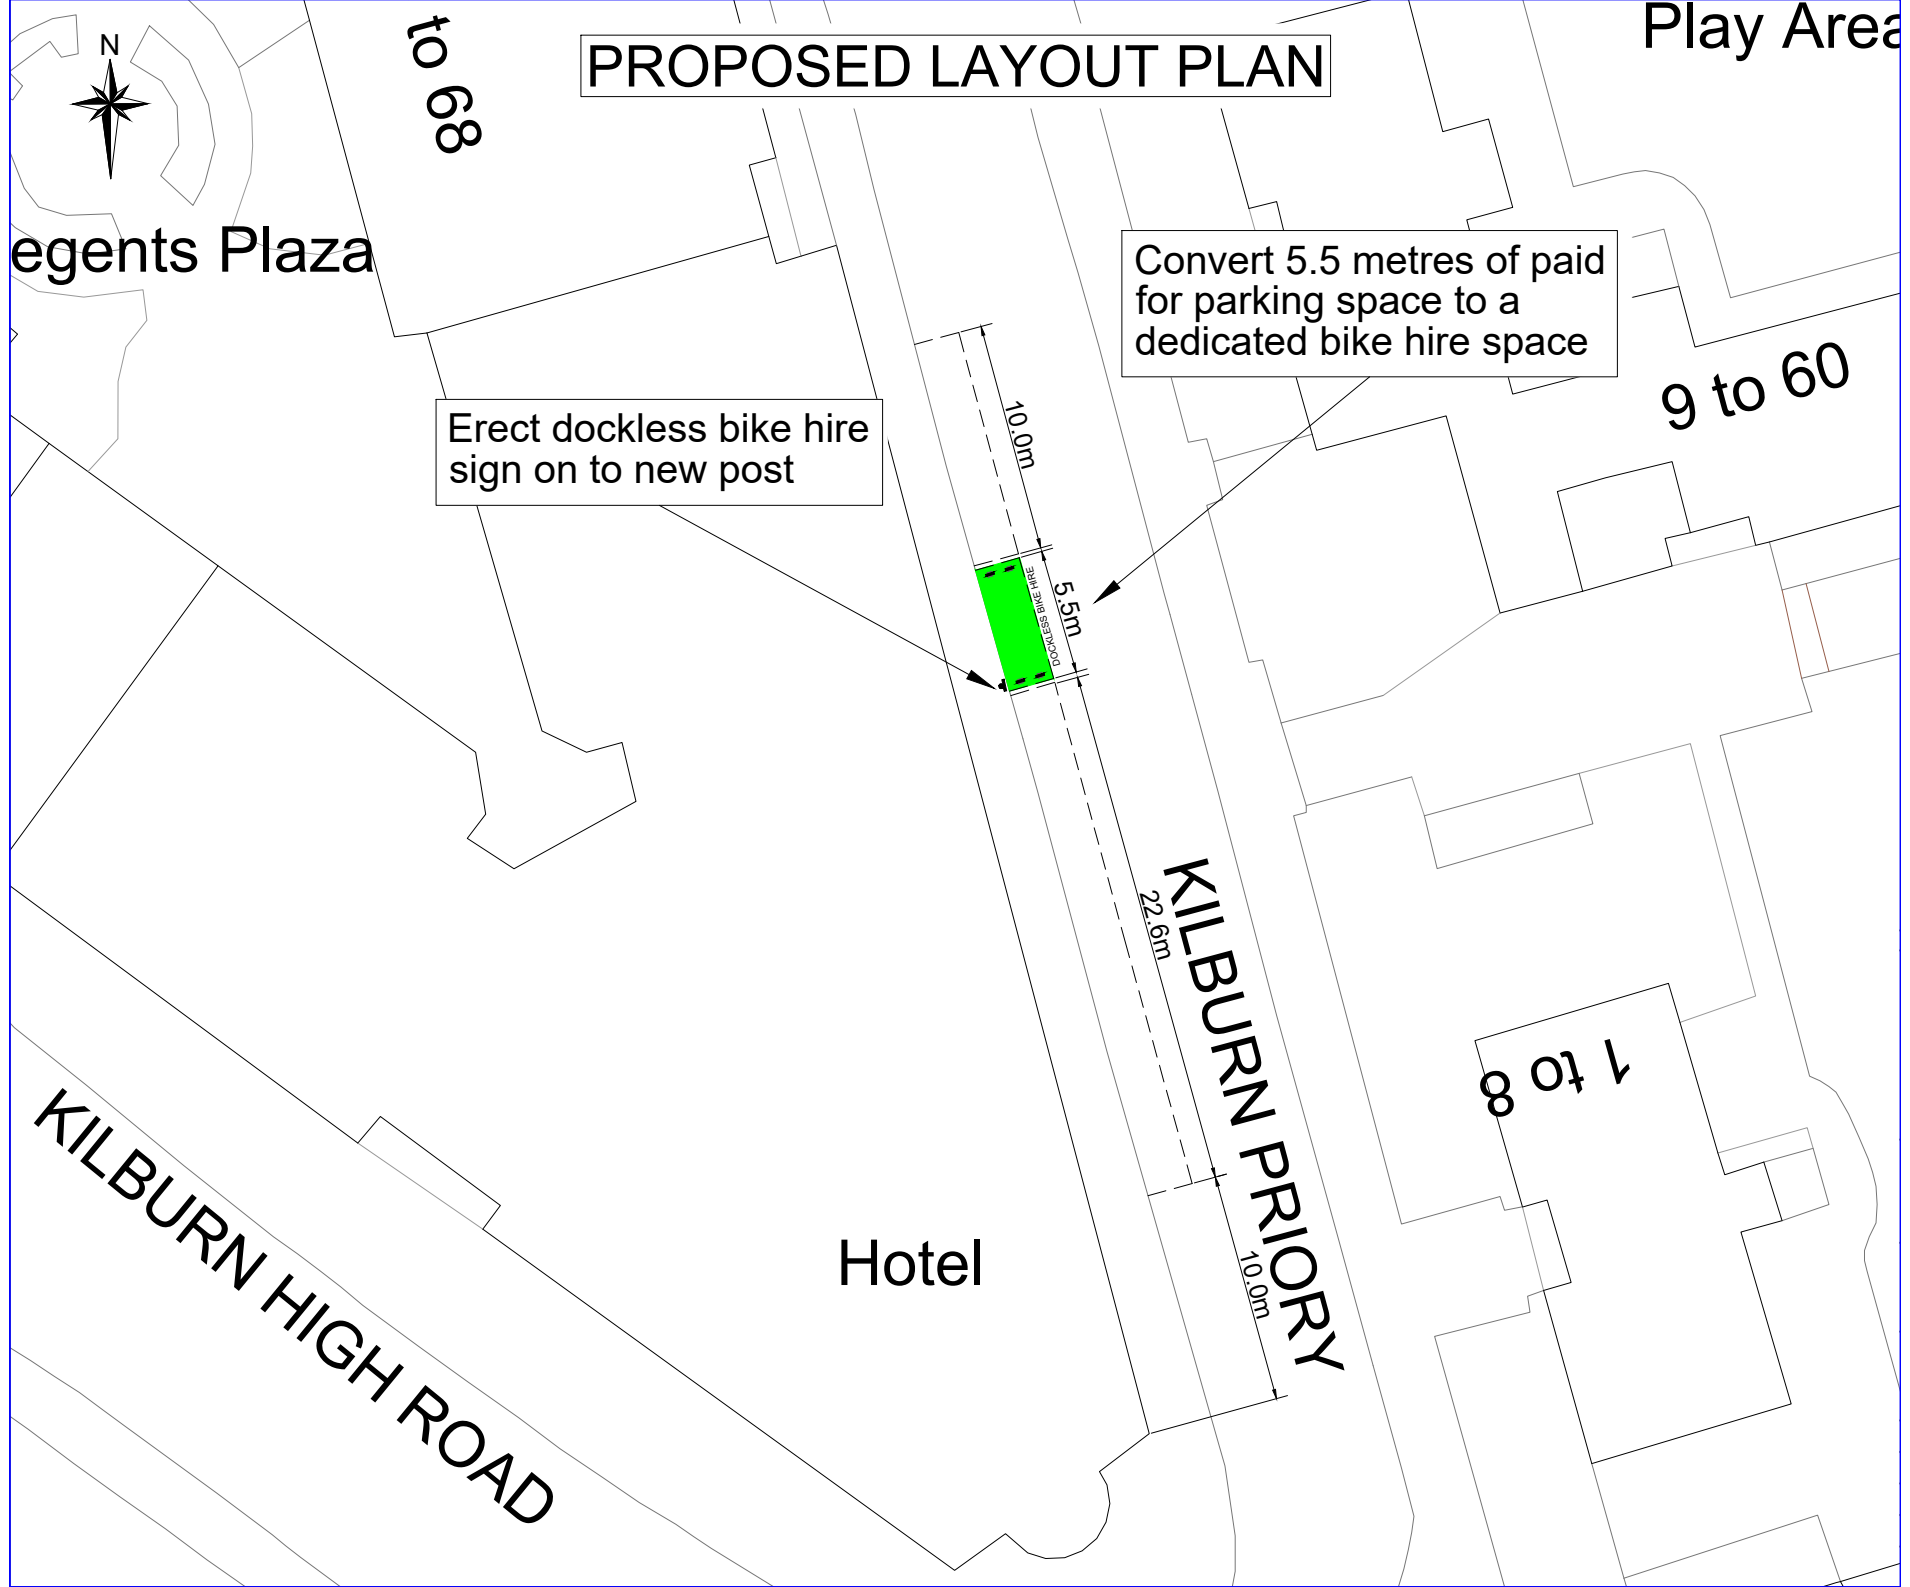 Play Area
N
to 68
PROPOSED LAYOUT PLAN
egents Plaza
Convert 5.5 metres of paid
for parking space to a
dedicated bike hire space
9 to 60
Erect dockless bike hire
sign on to new post
10.0m
DOCKLESS BIKE HIRE
5.5m
22.6m
KILBURN PRIORY
1 to 8
KILBURN HIGH ROAD
Hotel
10.0m